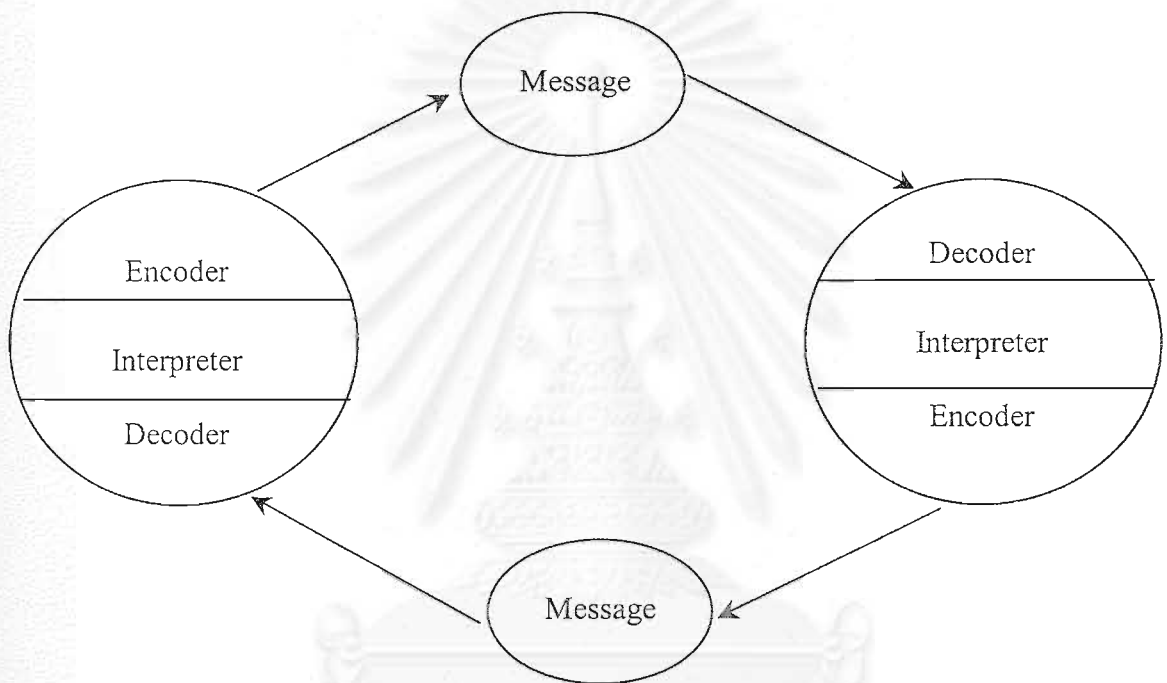 Message
Encoder
Interpreter
Decoder
Decoder
Interpreter
Encoder
Message